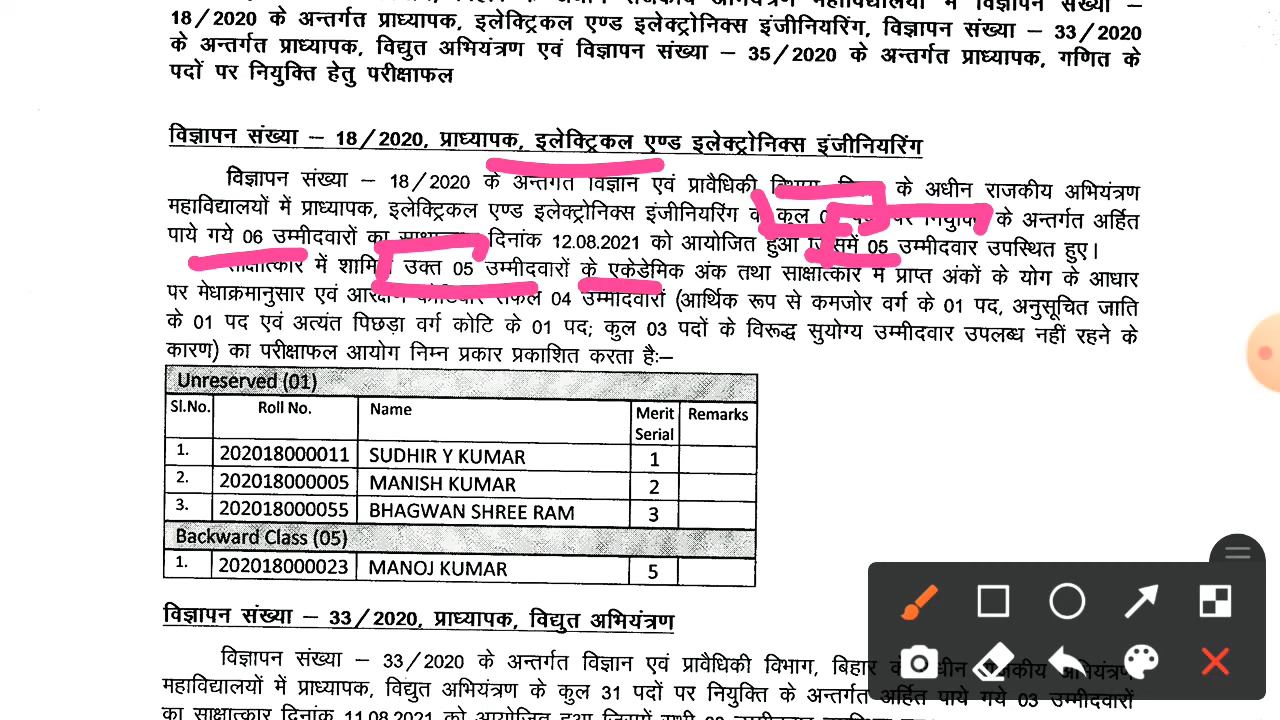 18/2020 के अन्तर्गत प्राध्यापक, इलेक्ट्रिकल एण्ड इलेक्ट्रोनिक्स इंजीनियरिंग, विज्ञापन संख्या – 33/2020
के अन्तर्गत प्राध्यापक, विद्युत अभियंत्रण एवं विज्ञापन संख्या – 35/2020 के अन्तर्गत प्राध्यापक, गणित के
पदों पर नियुक्ति हेतु परीक्षाफल
विज्ञापन संख्या – 18/2020, प्राध्यापक, इलेक्ट्रिकल एण्ड इलेक्ट्रोनिक्स इंजीनियरिंग
विज्ञापन संख्या – 18/2020 के अन्तर्गत विज्ञान एवं प्रावैधिकी के अधीन राजकीय अभियंत्रण
महाविद्यालयों में प्राध्यापक, इलेक्ट्रिकल एण्ड इलेक्ट्रोनिक्स इंजीनियरिंग कुल के अन्तर्गत अर्हित
पाये गये 06 उम्मीदवारों का दिनांक 12.08.2021 को आयोजित हुआ जिसमें 05 उम्मीदवार उपस्थित हुए।
साक्षात्कार में उक्त 05 उम्मीदवारों के एकेडेमिक अंक तथा साक्षात्कार में प्राप्त अंकों के योग के आधार
पर मेधाक्रमानुसार एवं 04 उम्मीदवारों (आर्थिक रूप से कमजोर वर्ग के 01 पद, अनुसूचित जाति
के 01 पद एवं अत्यंत पिछड़ा वर्ग कोटि के 01 पद; कुल 03 पदों के विरूद्ध सुयोग्य उम्मीदवार उपलब्ध नहीं रहने के
कारण) का परीक्षाफल आयोग निम्न प्रकार प्रकाशित करता है:–
Unreserved (01)
Sl.No. Roll No. Name Merit Serial Remarks
1. 202018000011 SUDHIR Y KUMAR 1
2. 202018000005 MANISH KUMAR 2
3. 202018000055 BHAGWAN SHREE RAM 3
Backward Class (05)
1. 202018000023 MANOJ KUMAR 5
विज्ञापन संख्या – 33/2020, प्राध्यापक, विद्युत अभियंत्रण
विज्ञापन संख्या – 33/2020 के अन्तर्गत विज्ञान एवं प्रावैधिकी विभाग, बिहार
महाविद्यालयों में प्राध्यापक, विद्युत अभियंत्रण के कुल 31 पदों पर नियुक्ति के अन्तर्गत अर्हित पाये गये 03 उम्मीदवारों
का साक्षात्कार दिनांक 11.08.2021 को आयोजित हुआ जिसमें सभी